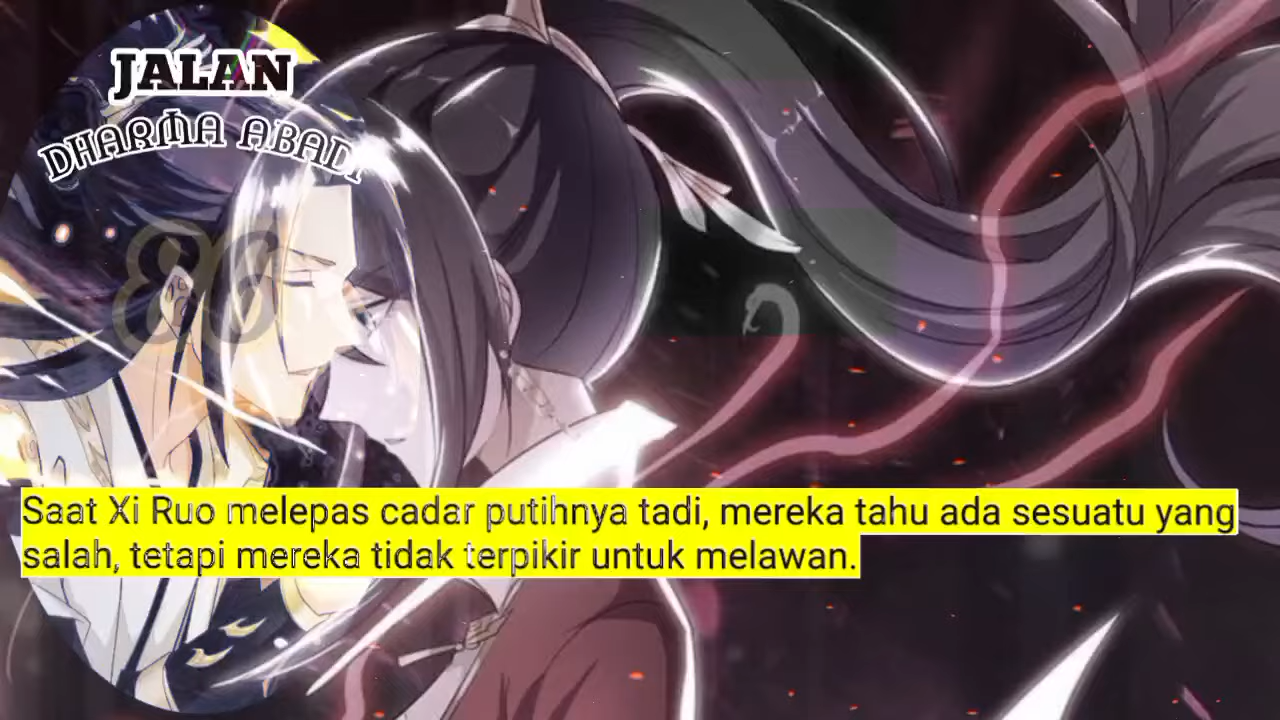 JALAN
DHARMA ABADI
86
Saat Xi Ruo melepas cadar putihnya tadi, mereka tahu ada sesuatu yang
salah, tetapi mereka tidak terpikir untuk melawan.